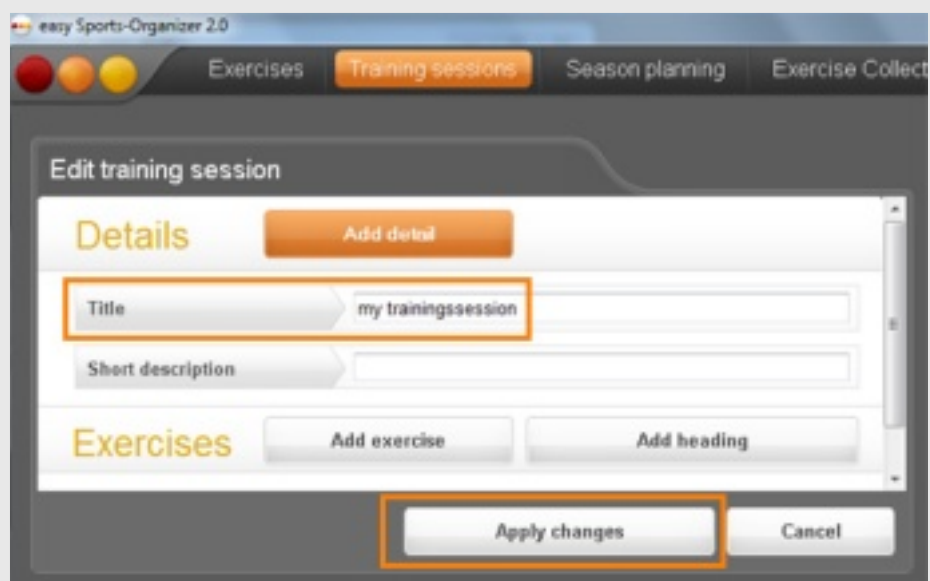 easy Sports-Organizer 2.0
Exercises Training sessions Season planning Exercise Collect
Edit training session
Details Add detail
Title my trainingssession
Short description
Exercises Add exercise Add heading
Apply changes Cancel